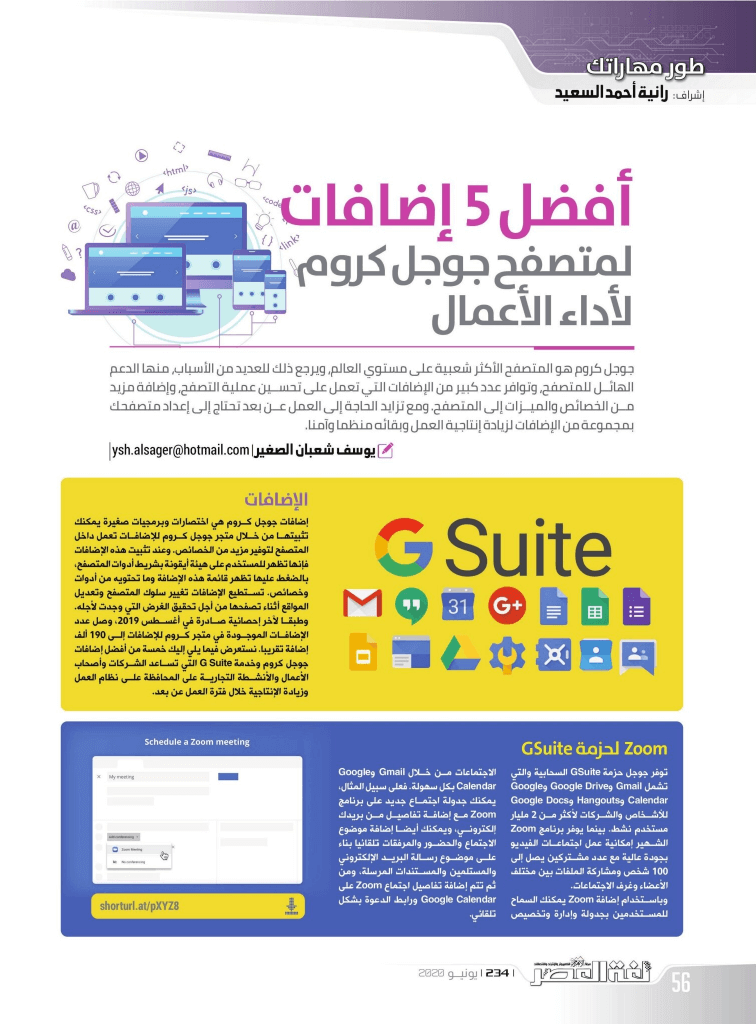 طور مهاراتك
إشراف: رانية أحمد السعيد
أفضل 5 إضافات
لمتصفح جوجل كروم
لأداء الأعمال
<html>
<js>
<css>
<code
<link>
{ }
@
?
جوجل كروم هو المتصفح الأكثر شعبية على مستوي العالم، ويرجع ذلك للعديد من الأسباب، منها الدعم
الهائل للمتصفح، وتوافر عدد كبير من الإضافات التي تعمل على تحسين عملية التصفح، وإضافة مزيد
من الخصائص والميزات إلى المتصفح. ومع تزايد الحاجة إلى العمل عن بعد تحتاج إلى إعداد متصفحك
بمجموعة من الإضافات لزيادة إنتاجية العمل وبقائه منظما وآمنا.
يوسف شعبان الصغير| ysh.alsager@hotmail.com|
الإضافات
إضافات جوجل كروم هي اختصارات وبرمجيات صغيرة يمكنك
تثبيتها من خلال متجر جوجل كروم للإضافات تعمل داخل
المتصفح لتوفير مزيد من الخصائص. وعند تثبيت هذه الإضافات
فإنها تظهر للمستخدم على هيئة أيقونة بشريط أدوات المتصفح،
بالضغط عليها تظهر قائمة هذه الإضافة وما تحتويه من أدوات
وخصائص. تستطيع الإضافات تغيير سلوك المتصفح وتعديل
المواقع أثناء تصفحها من أجل تحقيق الغرض التي وجدت لأجله.
وطبقا لآخر إحصائية صادرة في أغسطس 2019، وصل عدد
الإضافات الموجودة في متجر كروم للإضافات إلى 190 ألف
إضافة تقريبا. نستعرض فيما يلي إليك خمسة من أفضل إضافات
جوجل كروم وخدمة G Suite التي تساعد الشركات وأصحاب
الأعمال والأنشطة التجارية على المحافظة على نظام العمل
وزيادة الإنتاجية خلال فترة العمل عن بعد.
G Suite
31
G+
Zoom لحزمة GSuite
توفر جوجل حزمة GSuite السحابية والتي
تشمل Gmail وGoogle Drive وGoogle
Calendar وHangouts وGoogle Docs
للأشخاص والشركات لأكثر من 2 مليار
مستخدم نشط. بينما يوفر برنامج Zoom
الشهير إمكانية عمل اجتماعات الفيديو
بجودة عالية مع عدد مشتركين يصل إلى
100 شخص ومشاركة الملفات بين مختلف
الأعضاء وغرف الاجتماعات.
وباستخدام إضافة Zoom يمكنك السماح
للمستخدمين بجدولة وإدارة وتخصيص
الاجتماعات من خلال Gmail وGoogle
Calendar بكل سهولة. فعلى سبيل المثال،
يمكنك جدولة اجتماع جديد على برنامج
Zoom مع إضافة تفاصيل من بريدك
إلكتروني، ويمكنك أيضا إضافة موضوع
الاجتماع والحضور والمرفقات تلقائيا بناء
على موضوع رسالة البريد الإلكتروني
والمستلمين والمستندات المرسلة، ومن
ثم تتم إضافة تفاصيل اجتماع Zoom على
Google Calendar ورابط الدعوة بشكل
تلقائي.
Schedule a Zoom meeting
My meeting
Add conferencing
Zoom Meeting
No conferencing
shorturl.at/pXYZ8
56
لغة العصر
| 234 | يونيو 2020